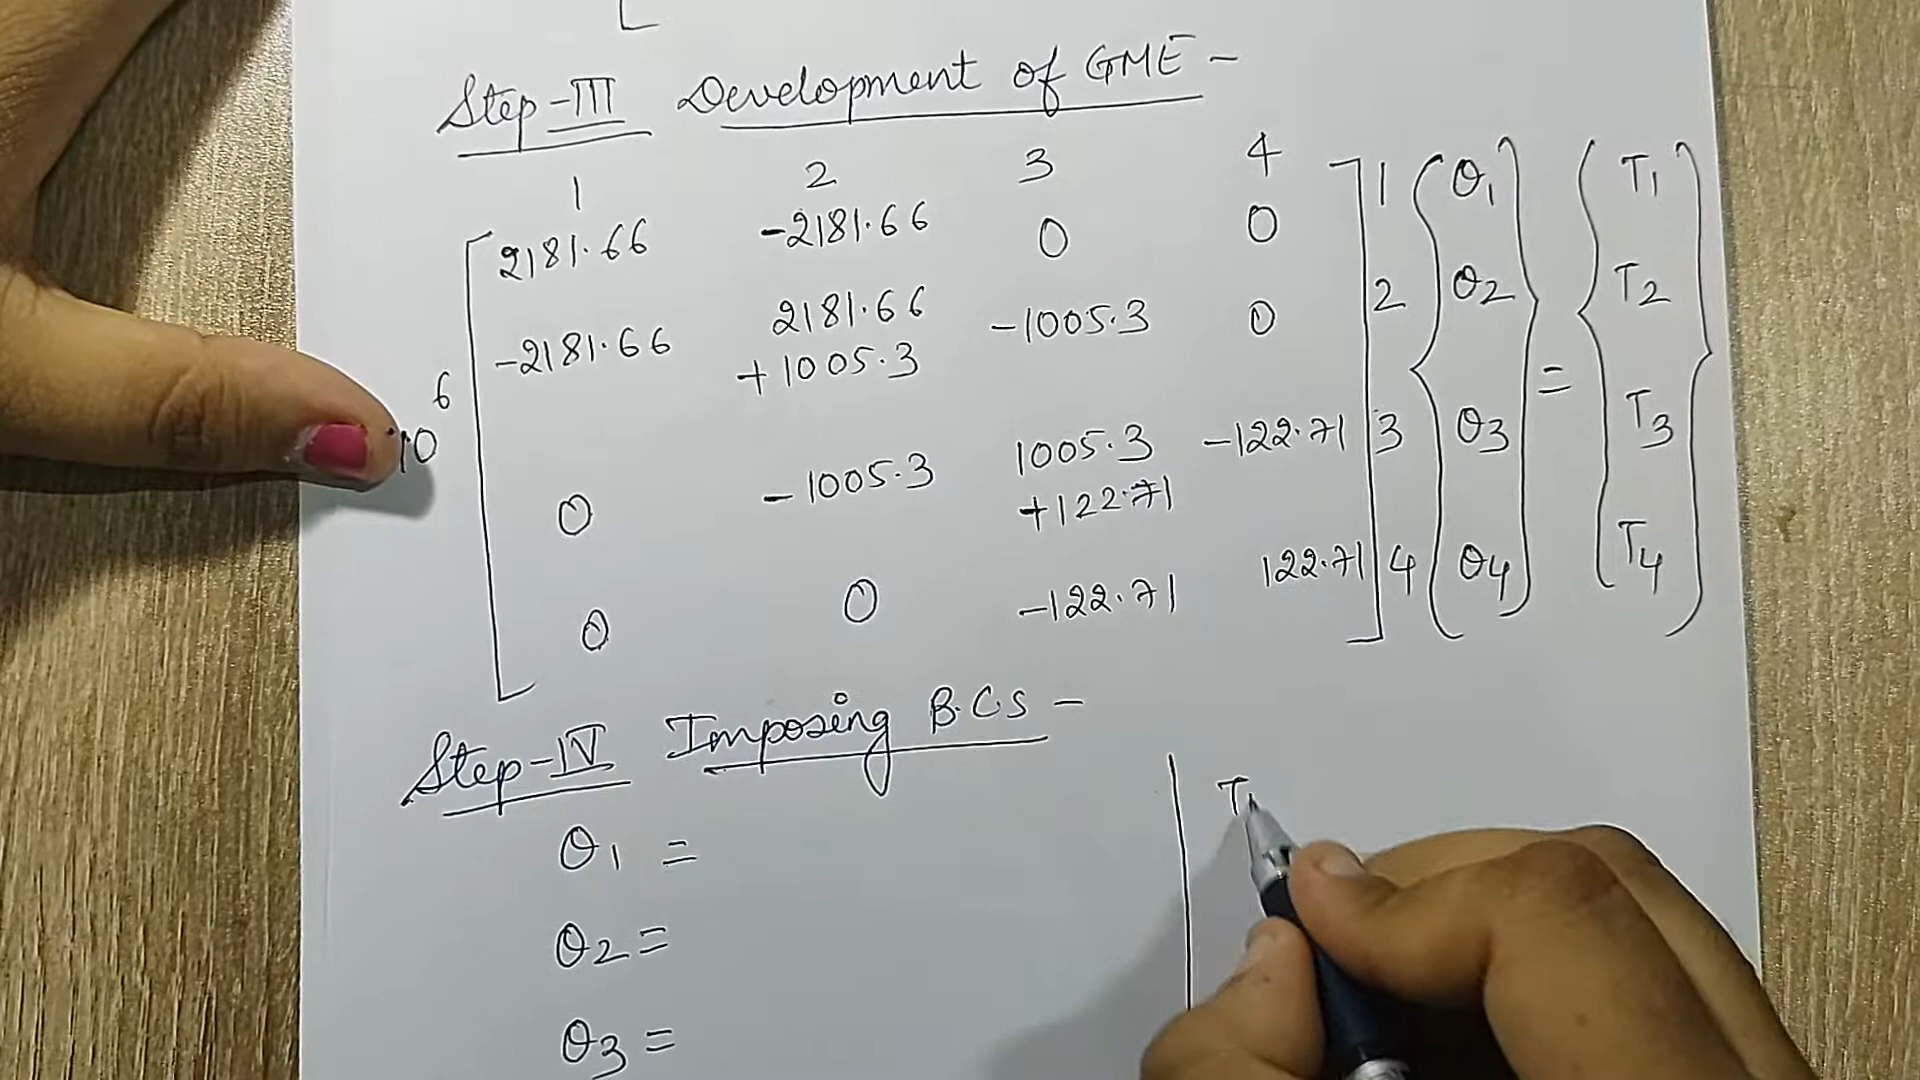 Step-III Development of GME -
1 2 3 4
2181.66 -2181.66 0 0 1 θ1 T1
-2181.66 2181.66 +1005.3 -1005.3 0 2 θ2 = T2
6
10
0 -1005.3 1005.3 +122.71 -122.71 3 θ3 T3
0 0 -122.71 122.71 4 θ4 T4
Step-IV Imposing B.C.S -
θ1 = T1
θ2 =
θ3 =